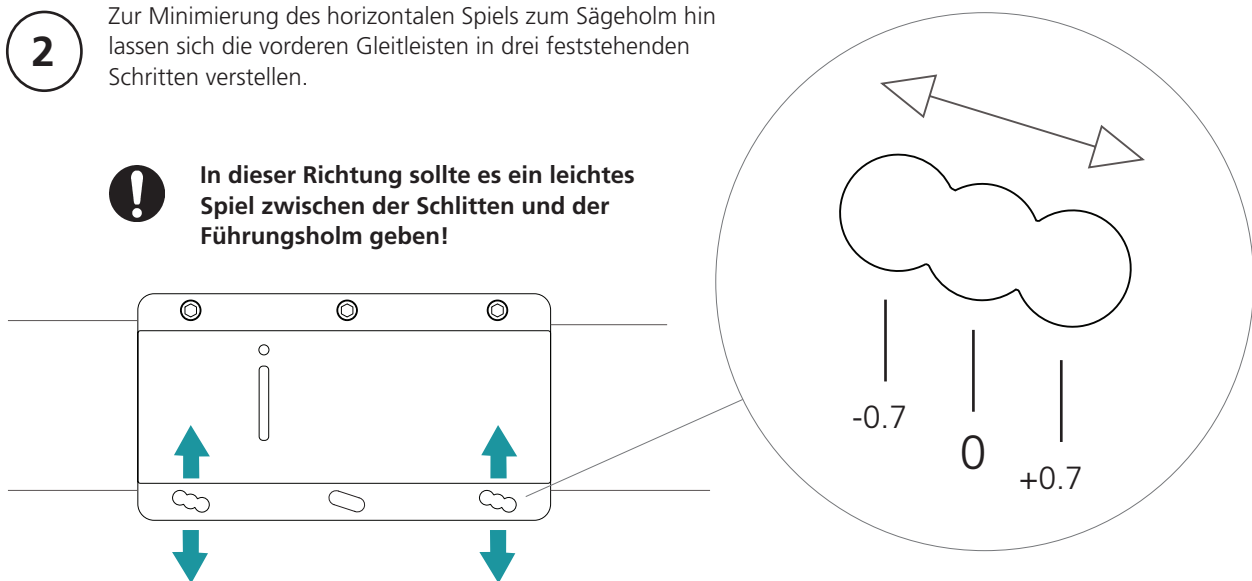 2
Zur Minimierung des horizontalen Spiels zum Sägeholm hin
lassen sich die vorderen Gleitleisten in drei feststehenden
Schritten verstellen.
In dieser Richtung sollte es ein leichtes
Spiel zwischen der Schlitten und der
Führungsholm geben!
-0.7
0
+0.7